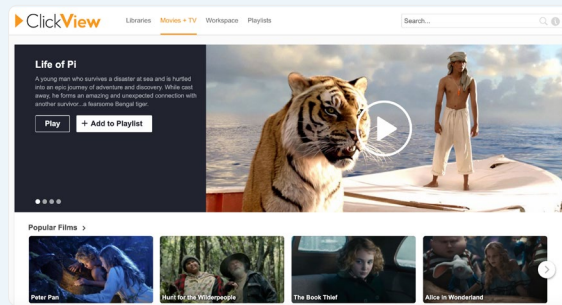 ClickView
Libraries Movies + TV Workspace Playlists Search...
Life of Pi
A young man who survives a disaster at sea and is hurtled
into an epic journey of adventure and discovery. While cast
away, he forms an amazing and unexpected connection with
another survivor...a fearsome Bengal tiger.
Play + Add to Playlist
Popular Films >
Peter Pan Hunt for the Wilderpeople The Book Thief Alice in Wonderland